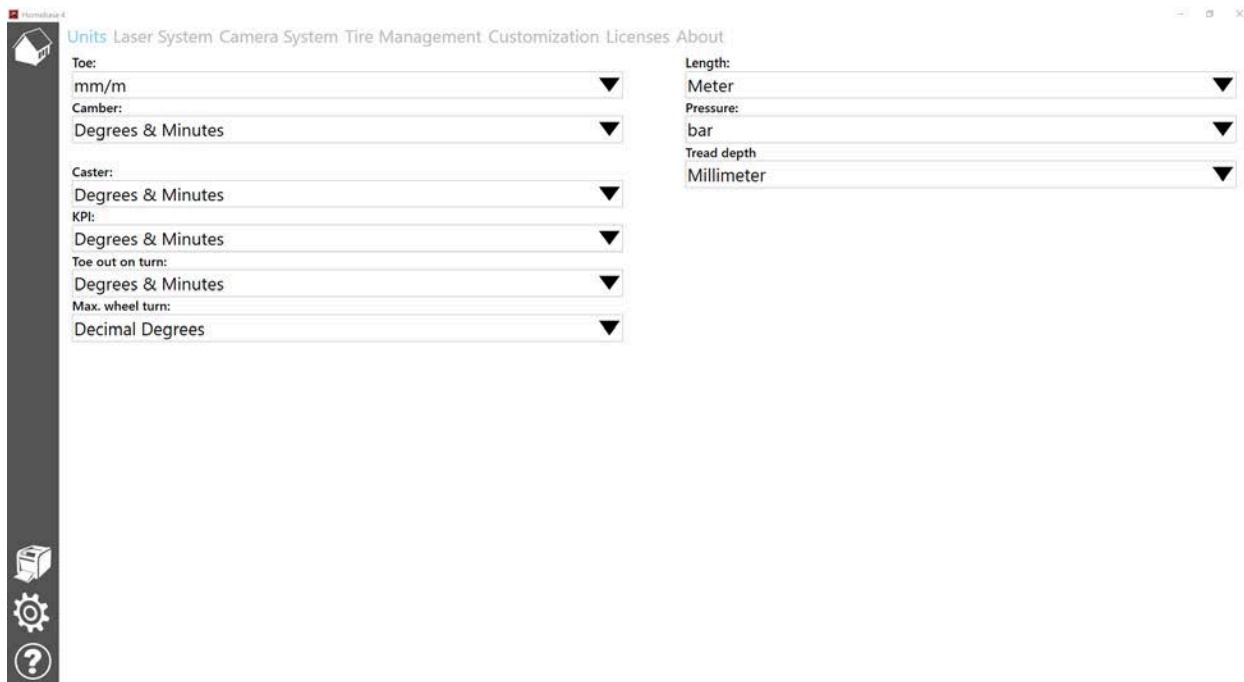 Homebase 4
Units Laser System Camera System Tire Management Customization Licenses About
Toe:
mm/m
Camber:
Degrees & Minutes
Caster:
Degrees & Minutes
KPI:
Degrees & Minutes
Toe out on turn:
Degrees & Minutes
Max. wheel turn:
Decimal Degrees
Length:
Meter
Pressure:
bar
Tread depth
Millimeter
?